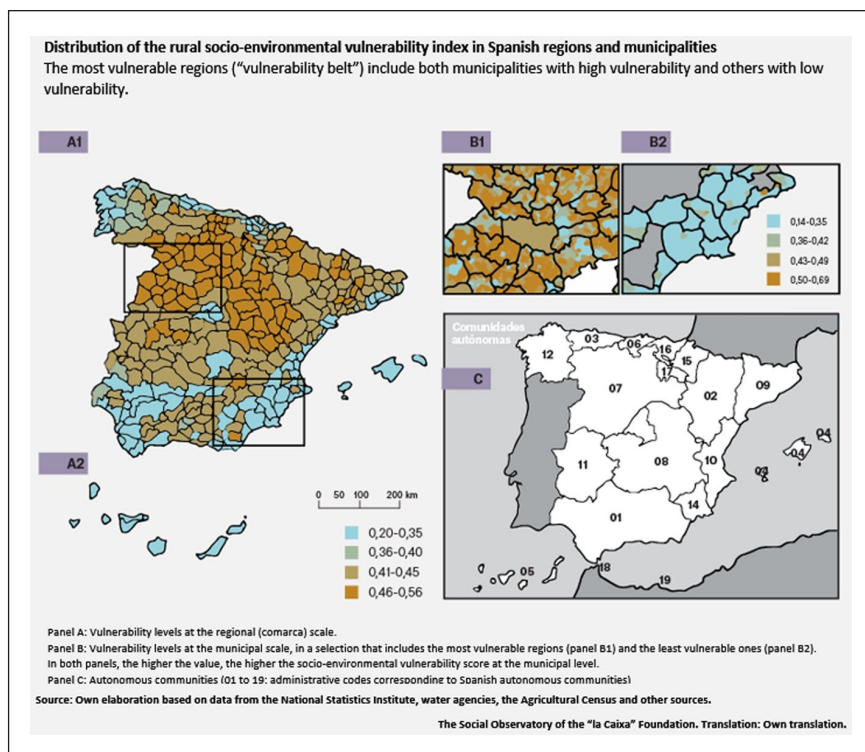 Distribution of the rural socio-environmental vulnerability index in Spanish regions and municipalities
The most vulnerable regions (“vulnerability belt”) include both municipalities with high vulnerability and others with low
vulnerability.
A1
B1
B2
0,14-0,35
0,36-0,42
0,43-0,49
0,50-0,69
A2
0 50 100 200 km
0,20-0,35
0,36-0,40
0,41-0,45
0,46-0,56
C
Comunidades
autónomas
03
06
16
12
15
17
07
02
09
04
04
04
08
10
11
14
01
05
18
19
Panel A: Vulnerability levels at the regional (comarca) scale.
Panel B: Vulnerability levels at the municipal scale, in a selection that includes the most vulnerable regions (panel B1) and the least vulnerable ones (panel B2).
In both panels, the higher the value, the higher the socio-environmental vulnerability score at the municipal level.
Panel C: Autonomous communities (01 to 19: administrative codes corresponding to Spanish autonomous communities)
Source: Own elaboration based on data from the National Statistics Institute, water agencies, the Agricultural Census and other sources.
The Social Observatory of the “la Caixa” Foundation. Translation: Own translation.